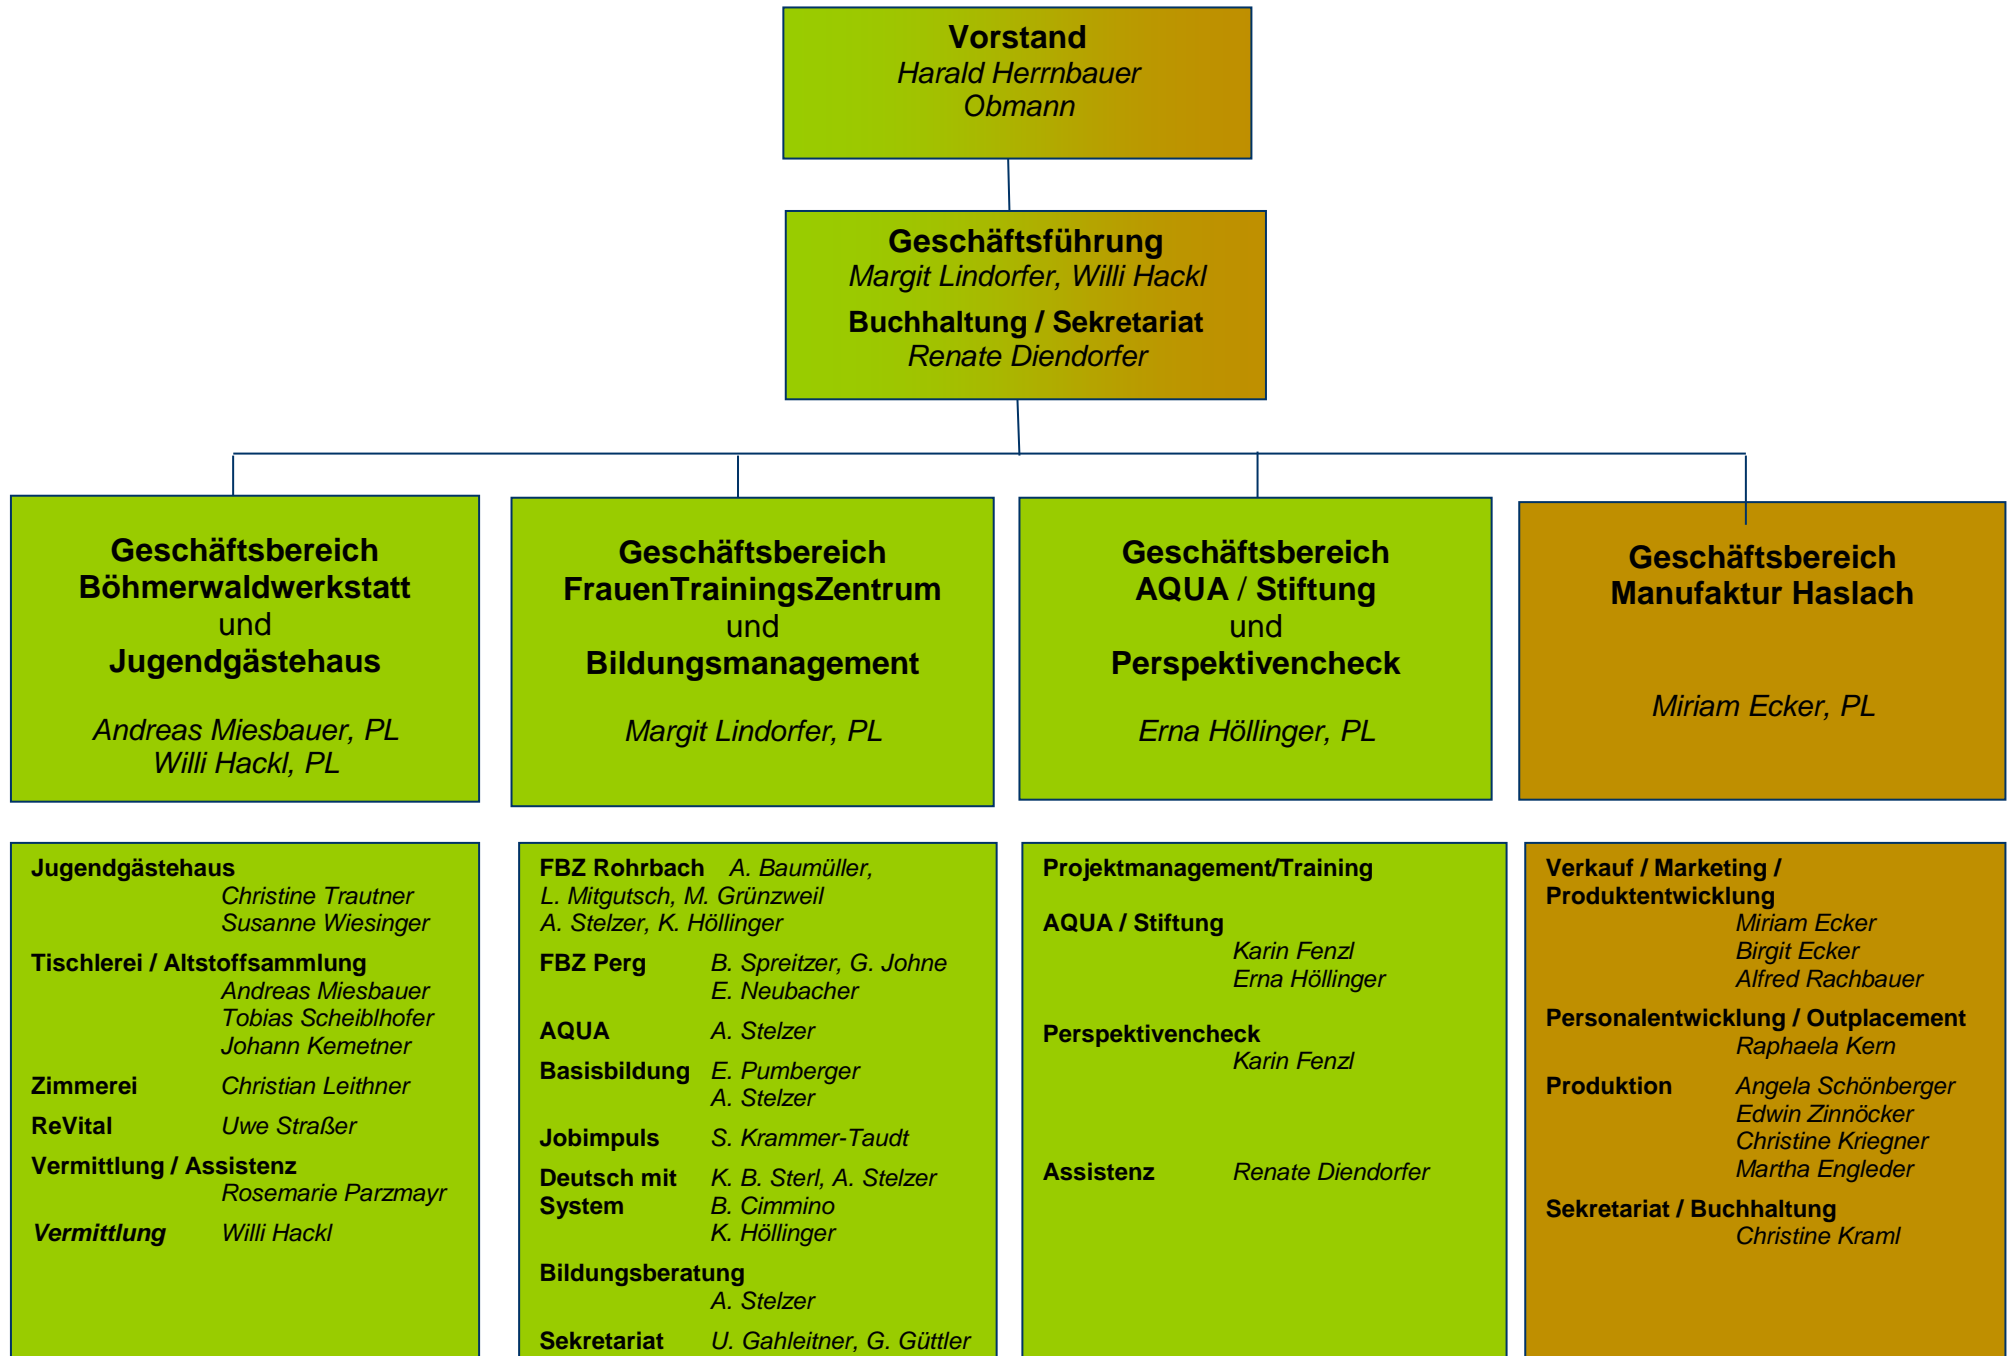 Vorstand
Harald Herrnbauer
Obmann
Geschäftsführung
Margit Lindorfer, Willi Hackl
Buchhaltung / Sekretariat
Renate Diendorfer
Geschäftsbereich
Böhmerwaldwerkstatt
und
Jugendgästehaus
Andreas Miesbauer, PL
Willi Hackl, PL
Geschäftsbereich
FrauenTrainingsZentrum
und
Bildungsmanagement
Margit Lindorfer, PL
Geschäftsbereich
AQUA / Stiftung
und
Perspektivencheck
Erna Höllinger, PL
Geschäftsbereich
Manufaktur Haslach
Miriam Ecker, PL
Jugendgästehaus
Christine Trautner
Susanne Wiesinger
Tischlerei / Altstoffsammlung
Andreas Miesbauer
Tobias Scheiblhofer
Johann Kemetner
Zimmerei Christian Leithner
ReVital Uwe Straßer
Vermittlung / Assistenz
Rosemarie Parzmayr
Vermittlung Willi Hackl
FBZ Rohrbach A. Baumüller,
L. Mitgutsch, M. Grünzweil
A. Stelzer, K. Höllinger
FBZ Perg B. Spreitzer, G. Johne
E. Neubacher
AQUA A. Stelzer
Basisbildung E. Pumberger
A. Stelzer
Jobimpuls S. Krammer-Taudt
Deutsch mit K. B. Sterl, A. Stelzer
System B. Cimmino
K. Höllinger
Bildungsberatung
A. Stelzer
Sekretariat U. Gahleitner, G. Güttler
Projektmanagement/Training
AQUA / Stiftung
Karin Fenzl
Erna Höllinger
Perspektivencheck
Karin Fenzl
Assistenz Renate Diendorfer
Verkauf / Marketing /
Produktentwicklung
Miriam Ecker
Birgit Ecker
Alfred Rachbauer
Personalentwicklung / Outplacement
Raphaela Kern
Produktion Angela Schönberger
Edwin Zinnöcker
Christine Kriegner
Martha Engleder
Sekretariat / Buchhaltung
Christine Kraml